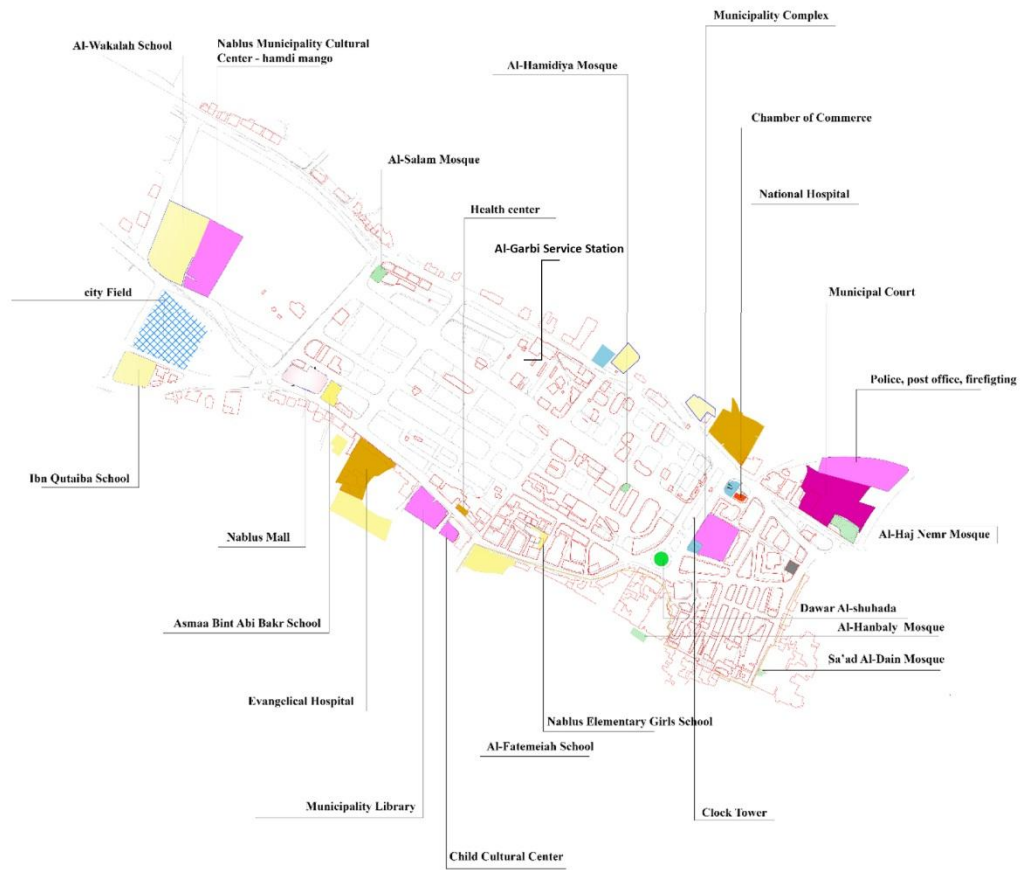 Municipality Complex
Al-Wakalah School
Nablus Municipality Cultural
Center - hamdi mango
Al-Hamidiya Mosque
Chamber of Commerce
Al-Salam Mosque
National Hospital
Health center
Al-Garbi Service Station
city Field
Municipal Court
Police, post office, firefigting
Ibn Qutaiba School
Nablus Mall
Al-Haj Nemr Mosque
Dawar Al-shuhada
Asmaa Bint Abi Bakr School
Al-Hanbaly Mosque
Sa'ad Al-Dain Mosque
Evangelical Hospital
Nablus Elementary Girls School
Al-Fatemeiah School
Municipality Library
Clock Tower
Child Cultural Center